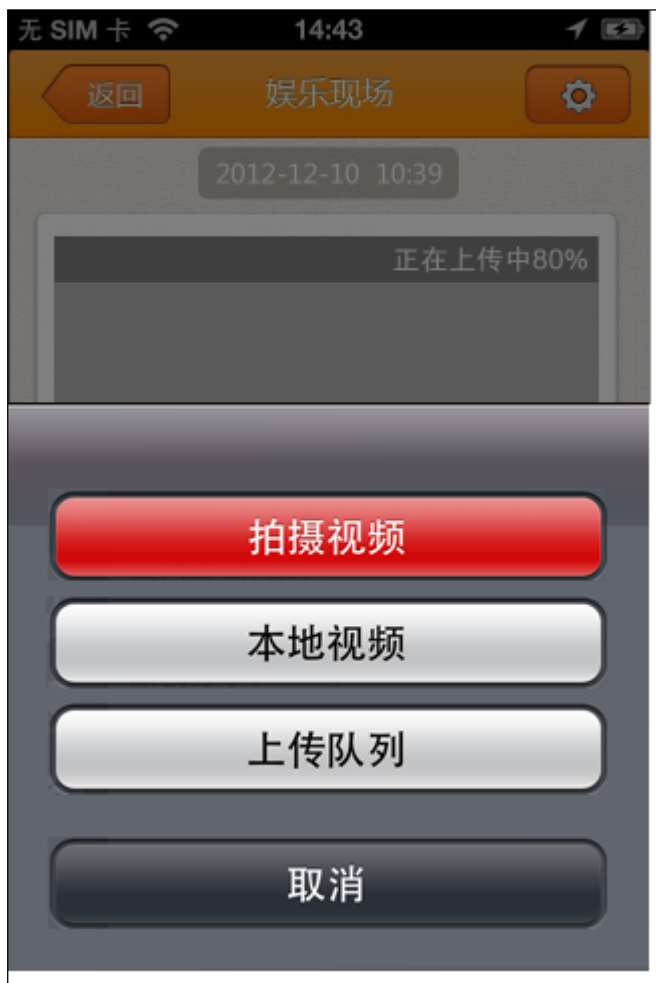 无 SIM 卡 14:43
返回 娱乐现场
2012-12-10 10:39
正在上传中80%
拍摄视频
本地视频
上传队列
取消